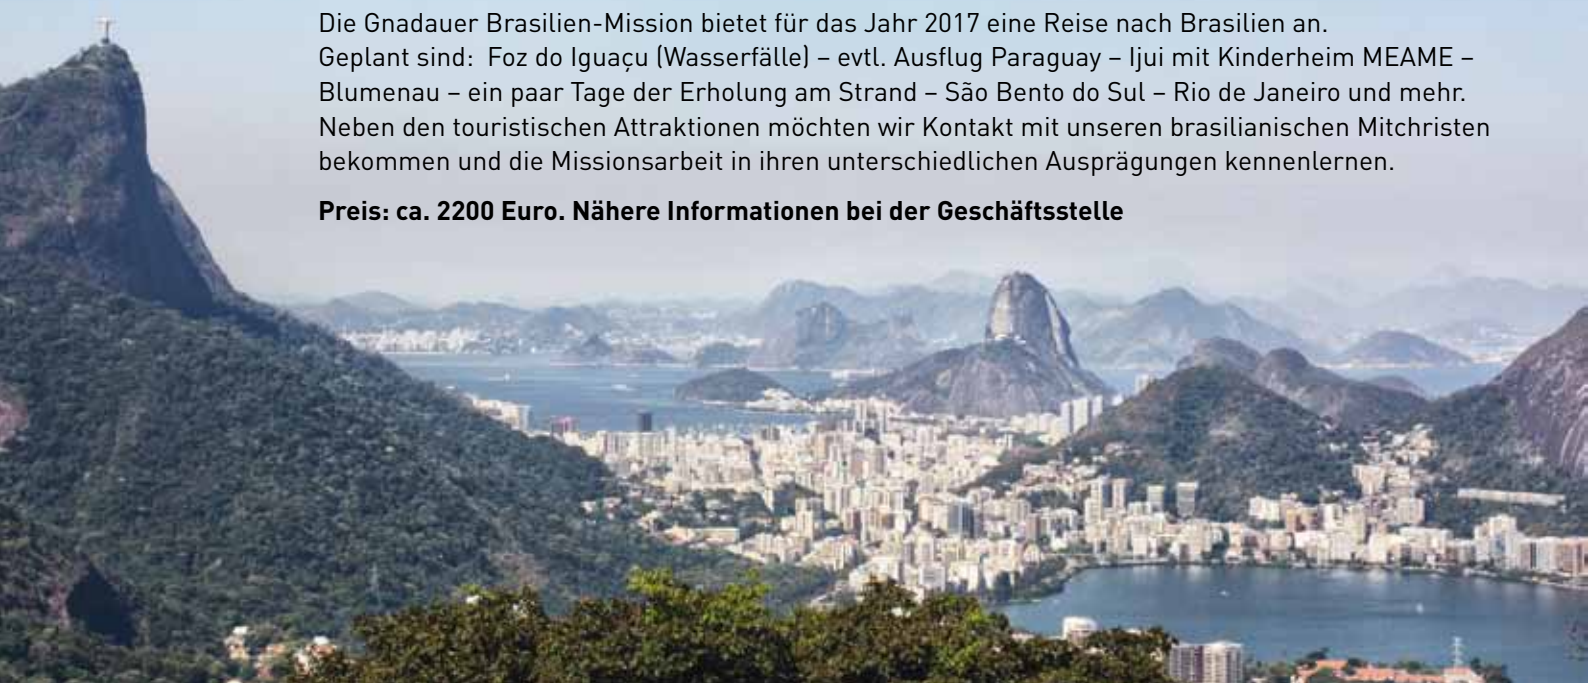 Die Gnadauer Brasilien-Mission bietet für das Jahr 2017 eine Reise nach Brasilien an.
Geplant sind: Foz do Iguaçu (Wasserfälle) – evtl. Ausflug Paraguay – Ijui mit Kinderheim MEAME –
Blumenau – ein paar Tage der Erholung am Strand – São Bento do Sul – Rio de Janeiro und mehr.
Neben den touristischen Attraktionen möchten wir Kontakt mit unseren brasilianischen Mitchristen
bekommen und die Missionsarbeit in ihren unterschiedlichen Ausprägungen kennenlernen.
Preis: ca. 2200 Euro. Nähere Informationen bei der Geschäftsstelle